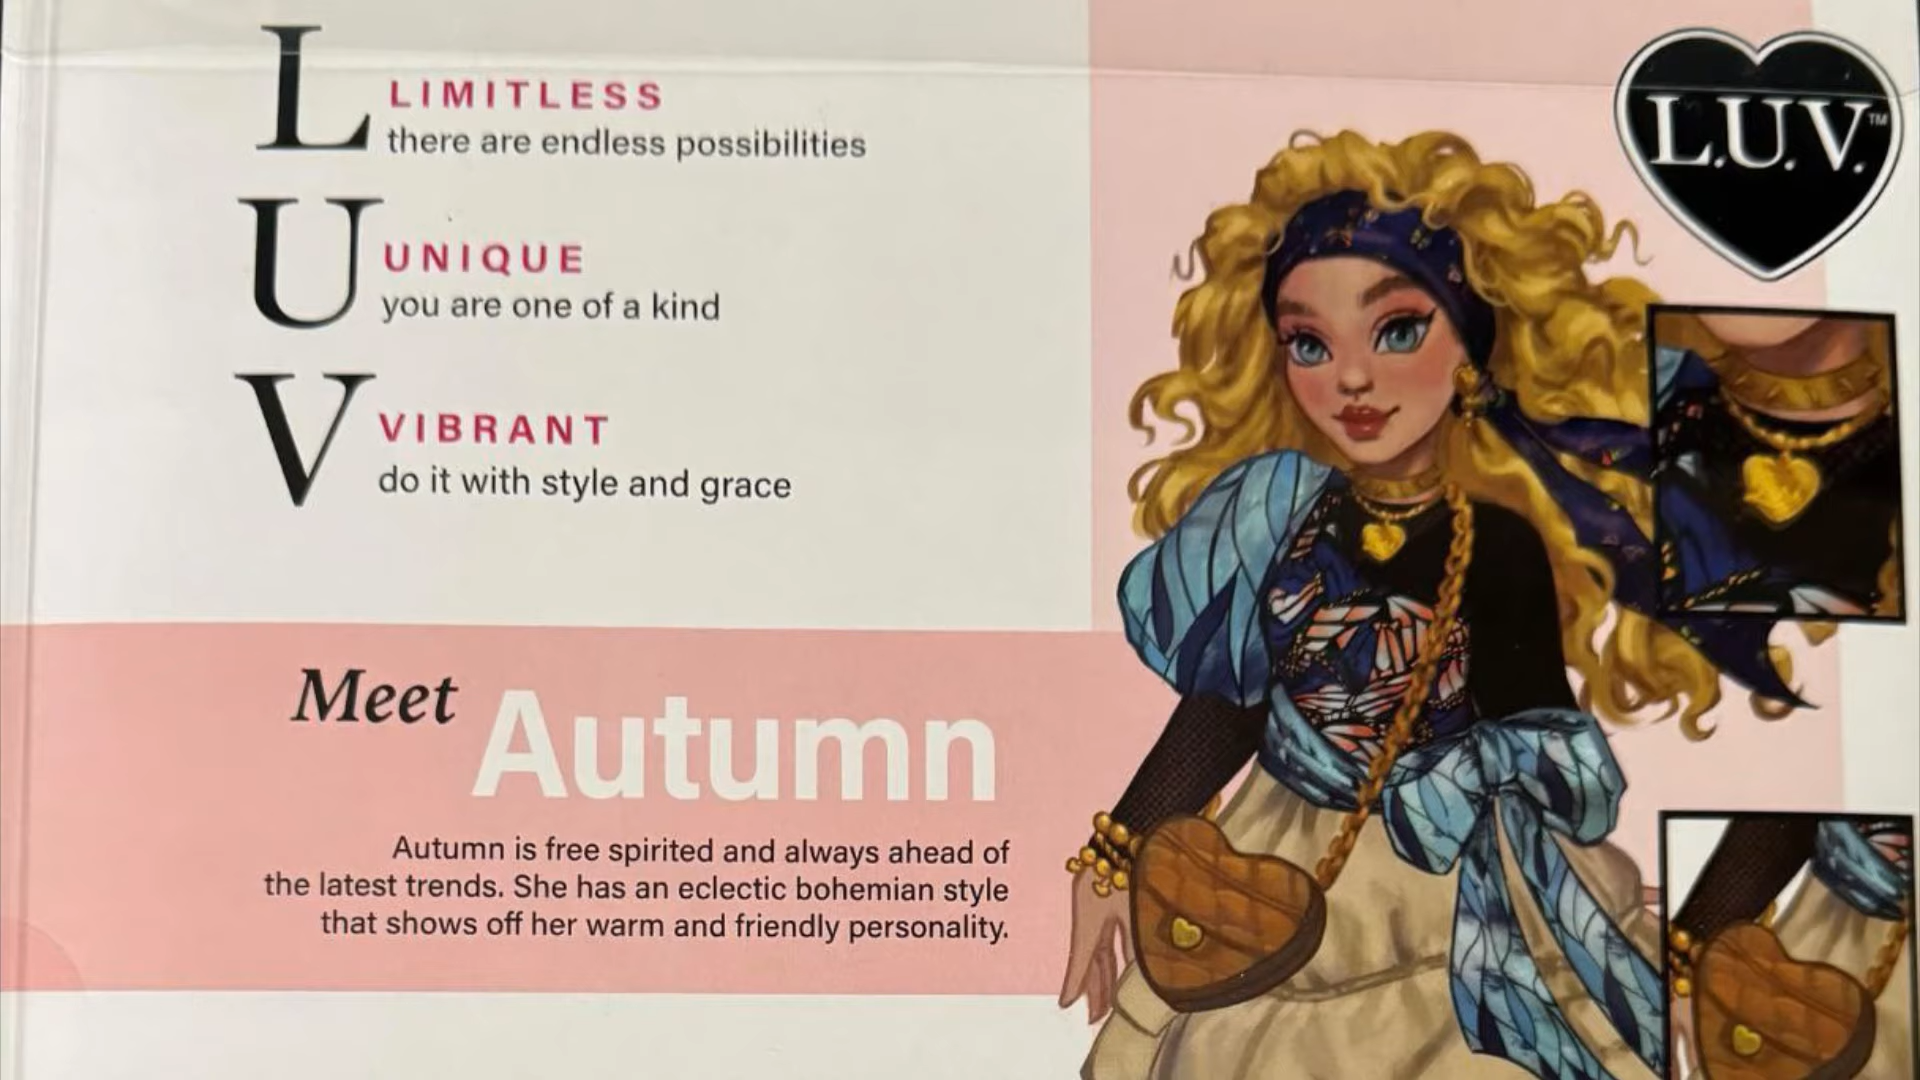 L LIMITLESS
there are endless possibilities
U UNIQUE
you are one of a kind
V VIBRANT
do it with style and grace
Meet Autumn
Autumn is free spirited and always ahead of
the latest trends. She has an eclectic bohemian style
that shows off her warm and friendly personality.
L.U.V.™